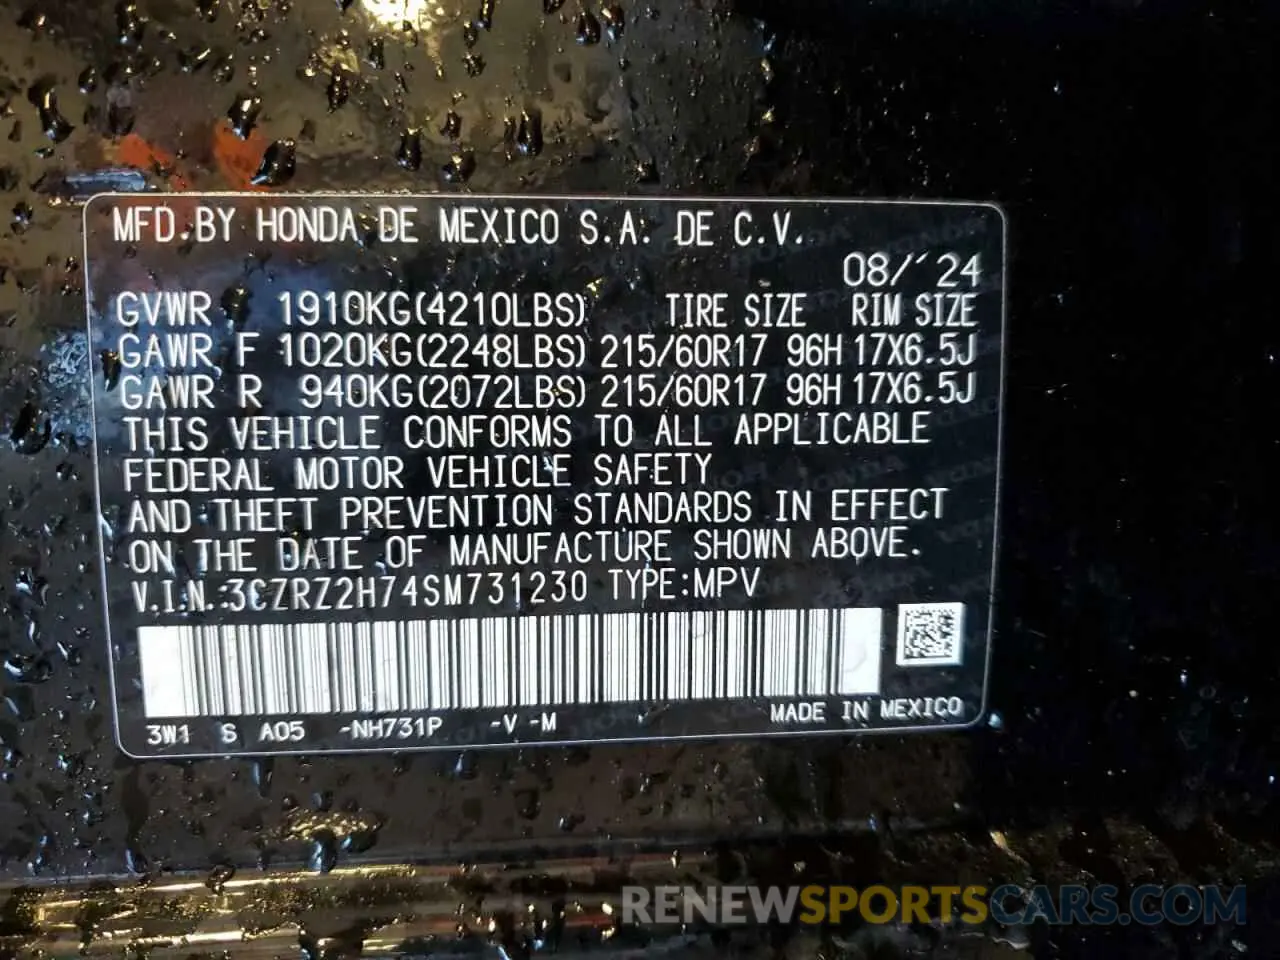 MFD.BY HONDA DE MEXICO S.A. DE C.V.
08/´24
GVWR 1910KG(4210LBS) TIRE SIZE RIM SIZE
GAWR F 1020KG(2248LBS) 215/60R17 96H 17X6.5J
GAWR R 940KG(2072LBS) 215/60R17 96H 17X6.5J
THIS VEHICLE CONFORMS TO ALL APPLICABLE
FEDERAL MOTOR VEHICLE SAFETY
AND THEFT PREVENTION STANDARDS IN EFFECT
ON THE DATE OF MANUFACTURE SHOWN ABOVE.
V.I.N.:3CZRZ2H74SM731230 TYPE:MPV
3W1 S A05 -NH731P -V -M MADE IN MEXICO
RENEWSPORTSCARS.COM